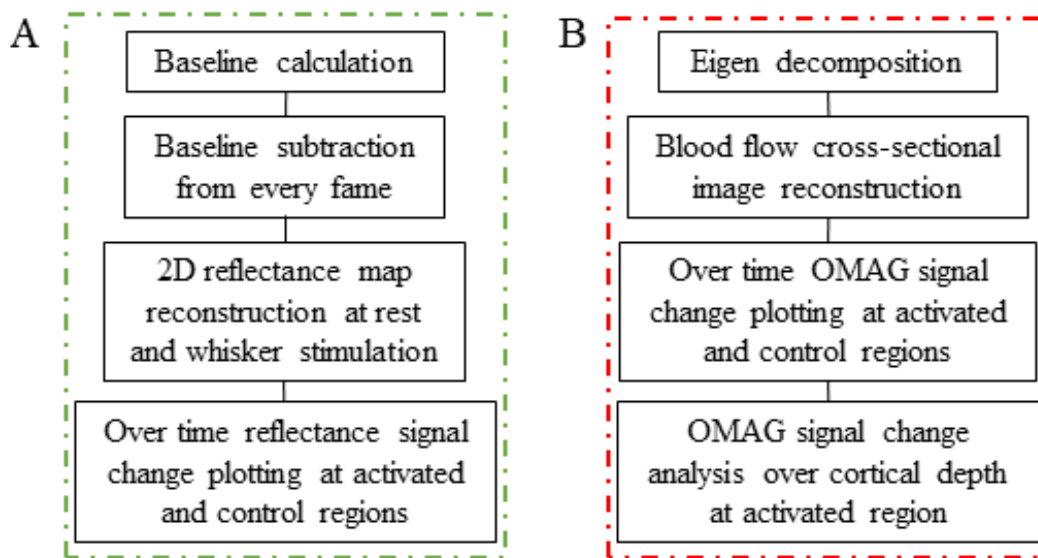 A
Baseline calculation
Baseline subtraction
from every fame
2D reflectance map
reconstruction at rest
and whisker stimulation
Over time reflectance signal
change plotting at activated
and control regions
B
Eigen decomposition
Blood flow cross-sectional
image reconstruction
Over time OMAG signal
change plotting at activated
and control regions
OMAG signal change
analysis over cortical depth
at activated region